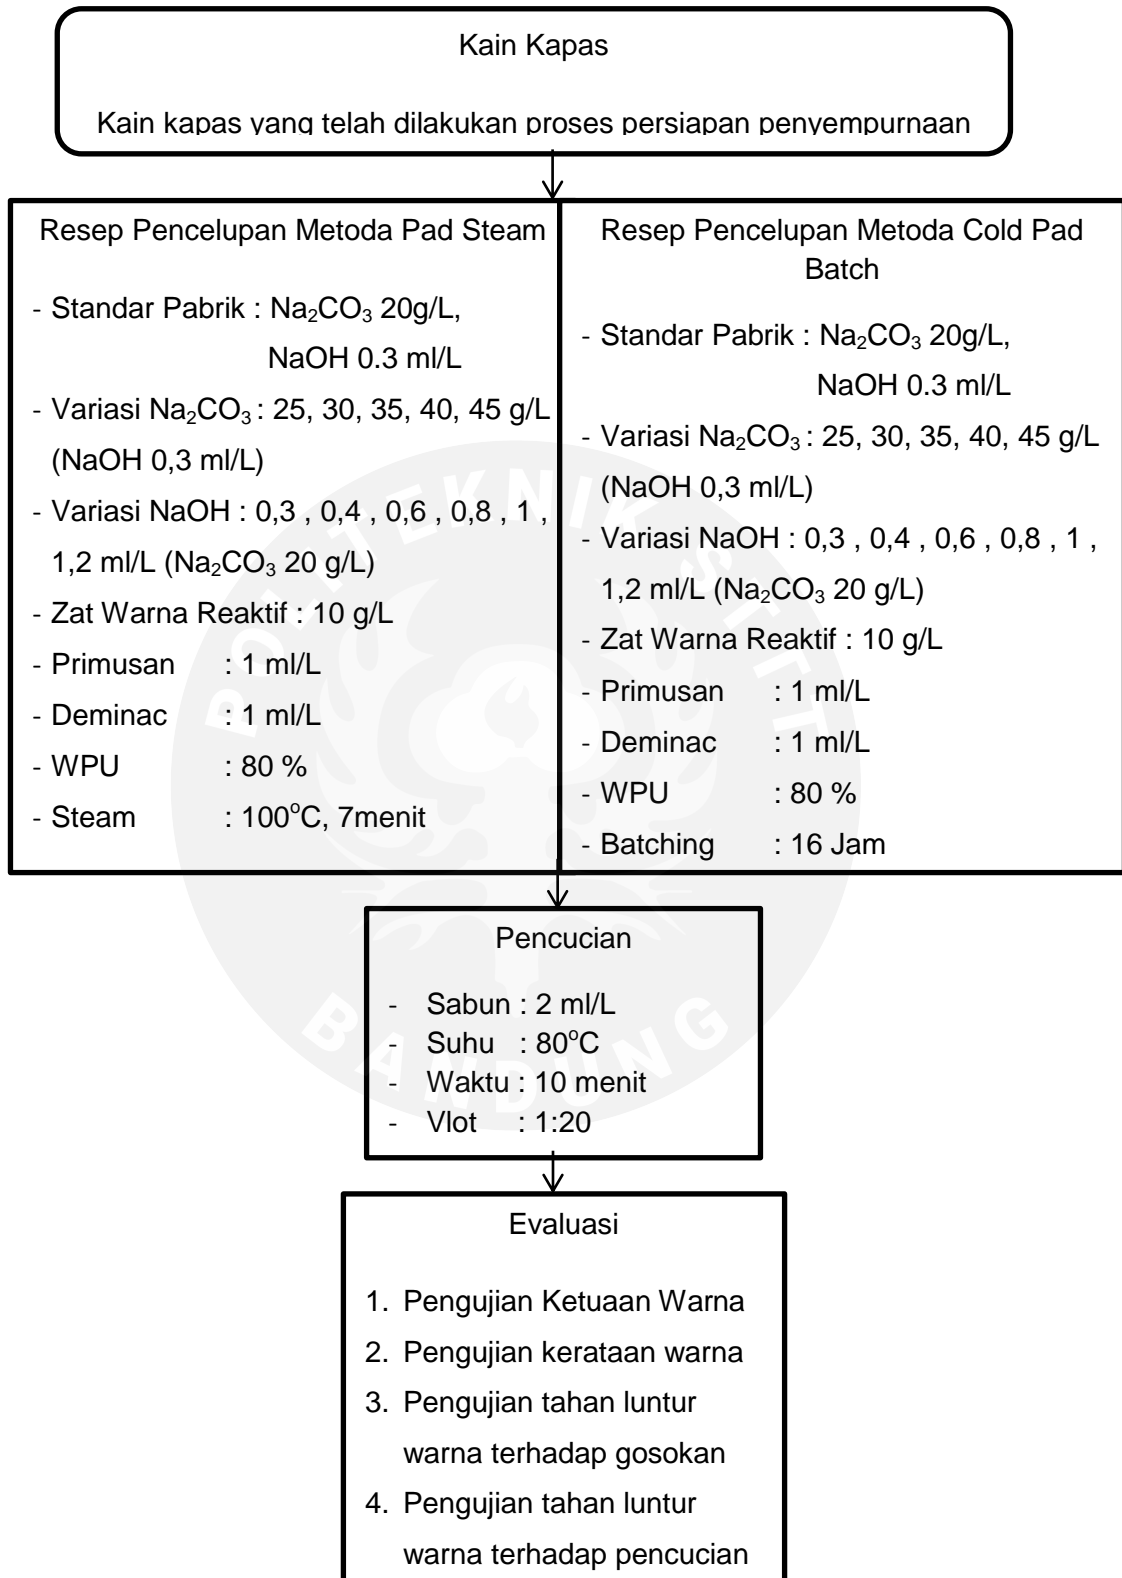 Kain Kapas
Kain kapas yang telah dilakukan proses persiapan penyempurnaan
Resep Pencelupan Metoda Pad Steam
- Standar Pabrik : Na₂CO₃ 20g/L,
NaOH 0.3 ml/L
- Variasi Na₂CO₃ : 25, 30, 35, 40, 45 g/L
(NaOH 0,3 ml/L)
- Variasi NaOH : 0,3 , 0,4 , 0,6 , 0,8 , 1 ,
1,2 ml/L (Na₂CO₃ 20 g/L)
- Zat Warna Reaktif : 10 g/L
- Primusan : 1 ml/L
- Deminac : 1 ml/L
- WPU : 80 %
- Steam : 100°C, 7menit
Resep Pencelupan Metoda Cold Pad
Batch
- Standar Pabrik : Na₂CO₃ 20g/L,
NaOH 0.3 ml/L
- Variasi Na₂CO₃ : 25, 30, 35, 40, 45 g/L
(NaOH 0,3 ml/L)
- Variasi NaOH : 0,3 , 0,4 , 0,6 , 0,8 , 1 ,
1,2 ml/L (Na₂CO₃ 20 g/L)
- Zat Warna Reaktif : 10 g/L
- Primusan : 1 ml/L
- Deminac : 1 ml/L
- WPU : 80 %
- Batching : 16 Jam
Pencucian
- Sabun : 2 ml/L
- Suhu : 80°C
- Waktu : 10 menit
- Vlot : 1:20
Evaluasi
1. Pengujian Ketuaan Warna
2. Pengujian kerataan warna
3. Pengujian tahan luntur
warna terhadap gosokan
4. Pengujian tahan luntur
warna terhadap pencucian
POLITEKNIK STTT
BANDUNG